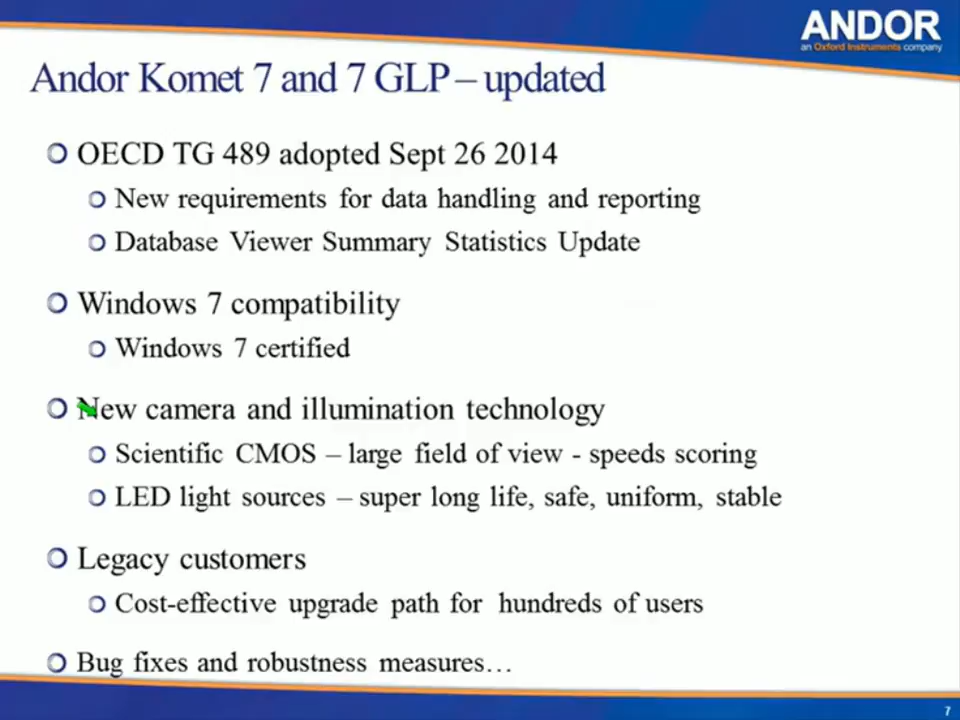 ANDOR
an Oxford Instruments company
Andor Komet 7 and 7 GLP – updated
OECD TG 489 adopted Sept 26 2014
New requirements for data handling and reporting
Database Viewer Summary Statistics Update
Windows 7 compatibility
Windows 7 certified
New camera and illumination technology
Scientific CMOS – large field of view - speeds scoring
LED light sources – super long life, safe, uniform, stable
Legacy customers
Cost-effective upgrade path for hundreds of users
Bug fixes and robustness measures…
7